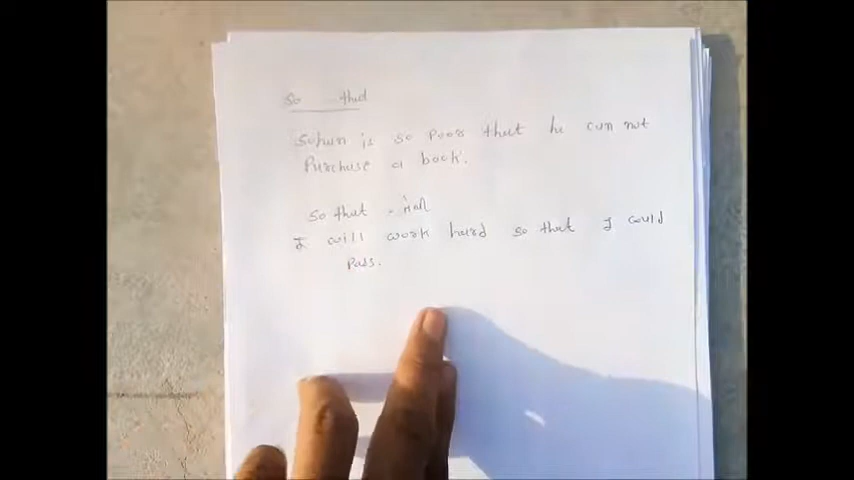 So that
Sohan is so poor that he can not
Purchase a book.
So that -
I will work hard so that I could
Pass.